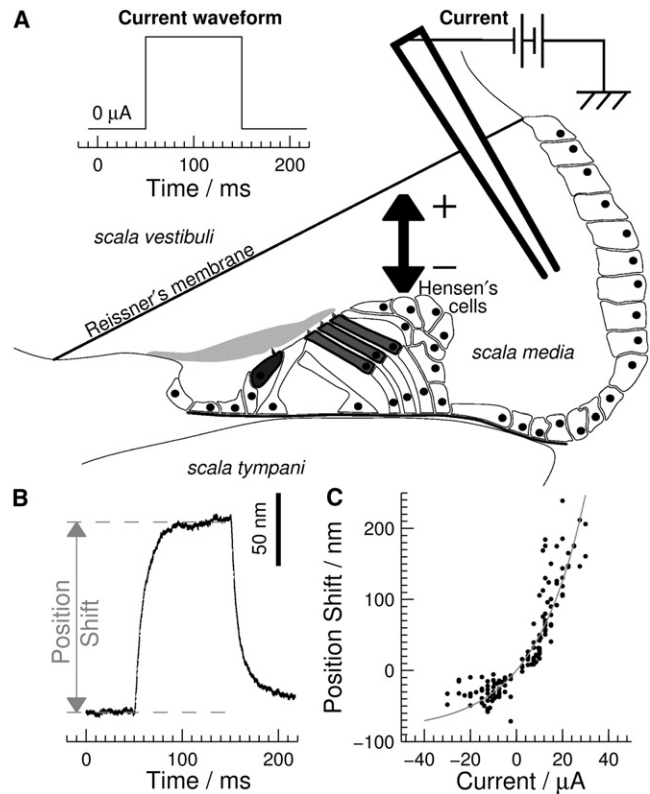 A
Current waveform
0 μA
0 100 200
Time / ms
Current
scala vestibuli
Reissner's membrane
+
−
Hensen's
cells
scala media
scala tympani
B
Position
Shift
50 nm
0 100 200
Time / ms
C
Position Shift / nm
200
100
0
−100
−40 −20 0 20 40
Current / μA